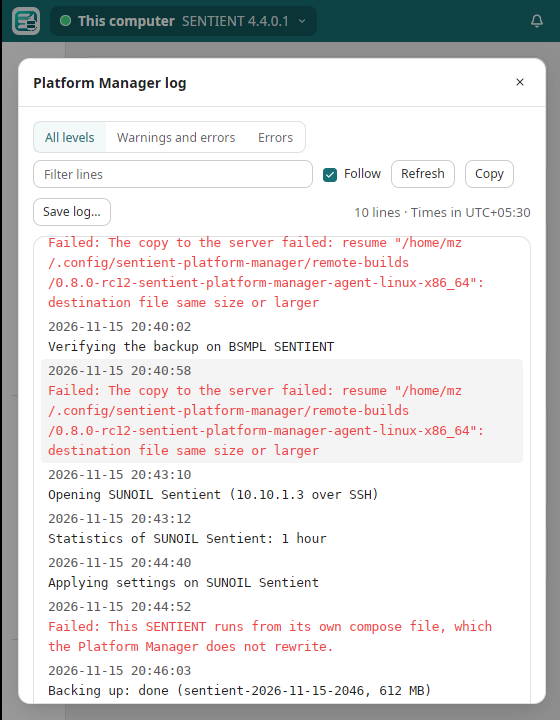 This computer SENTIENT 4.4.0.1
Platform Manager log
All levels Warnings and errors Errors
Filter lines Follow Refresh Copy
Save log... 10 lines · Times in UTC+05:30
Failed: The copy to the server failed: resume "/home/mz
/.config/sentient-platform-manager/remote-builds
/0.8.0-rc12-sentient-platform-manager-agent-linux-x86_64":
destination file same size or larger
2026-11-15 20:40:02
Verifying the backup on BSMPL SENTIENT
2026-11-15 20:40:58
Failed: The copy to the server failed: resume "/home/mz
/.config/sentient-platform-manager/remote-builds
/0.8.0-rc12-sentient-platform-manager-agent-linux-x86_64":
destination file same size or larger
2026-11-15 20:43:10
Opening SUNOIL Sentient (10.10.1.3 over SSH)
2026-11-15 20:43:12
Statistics of SUNOIL Sentient: 1 hour
2026-11-15 20:44:40
Applying settings on SUNOIL Sentient
2026-11-15 20:44:52
Failed: This SENTIENT runs from its own compose file, which
the Platform Manager does not rewrite.
2026-11-15 20:46:03
Backing up: done (sentient-2026-11-15-2046, 612 MB)